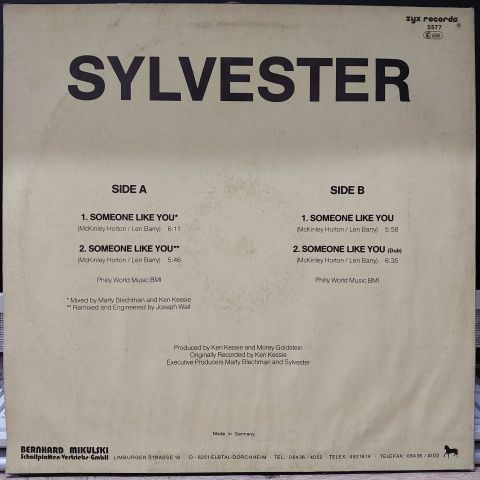 zyx records
5577
SYLVESTER
SIDE A
1. SOMEONE LIKE YOU*
(McKinley Horton / Len Barry) 6:11
2. SOMEONE LIKE YOU**
(McKinley Horton / Len Barry) 5:46
Philly World Music BMI
* Mixed by Marty Blechman and Ken Kessie
** Remixed and Engineered by Joseph Watt
SIDE B
1. SOMEONE LIKE YOU
(McKinley Horton / Len Barry) 5:58
2. SOMEONE LIKE YOU (Dub)
(McKinley Horton / Len Barry) 6:35
Philly World Music BMI
Produced by Ken Kessie and Morey Goldstein
Originally Recorded by Ken Kessie
Executive Producers Marty Blechman and Sylvester
Made in Germany
BERNHARD MIKULSKI
Schallplatten-Vertriebs-GmbH LIMBURGER STRASSE 18 · D - 6251 ELBTAL-DORCHHEIM · TEL.: 06436 / 4052 · TELEX: 4821614 · TELEFAX: 06436 / 4102